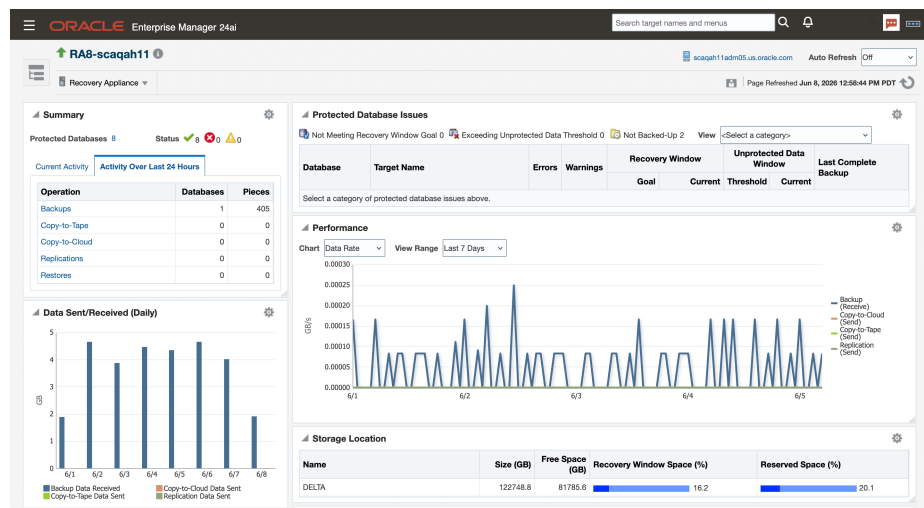 ORACLE Enterprise Manager 24ai
Search target names and menus
RA8-scaqah11
scaqah11adm05.us.oracle.com Auto Refresh Off
Recovery Appliance
Page Refreshed Jun 8, 2026 12:58:44 PM PDT
Summary
Protected Databases 8 Status 8 0 0
Current Activity Activity Over Last 24 Hours
Operation Databases Pieces
Backups 1 405
Copy-to-Tape 0 0
Copy-to-Cloud 0 0
Replications 0 0
Restores 0 0
Data Sent/Received (Daily)
5
4
3
2
1
0
GB
6/1 6/2 6/3 6/4 6/5 6/6 6/7 6/8
Backup Data Received Copy-to-Cloud Data Sent
Copy-to-Tape Data Sent Replication Data Sent
Protected Database Issues
Not Meeting Recovery Window Goal 0 Exceeding Unprotected Data Threshold 0 Not Backed-Up 2 View <Select a category>
Database Target Name Errors Warnings Recovery Window Unprotected Data Window Last Complete Backup
Goal Current Threshold Current
Select a category of protected database issues above.
Performance
Chart Data Rate View Range Last 7 Days
0.00030
0.00025
0.00020
0.00015
0.00010
0.00005
0.00000
GB/s
6/1 6/2 6/3 6/4 6/5
Backup
(Receive)
Copy-to-Cloud
(Send)
Copy-to-Tape
(Send)
Replication
(Send)
Storage Location
Name Size (GB) Free Space (GB) Recovery Window Space (%) Reserved Space (%)
DELTA 122748.8 81785.6 16.2 20.1